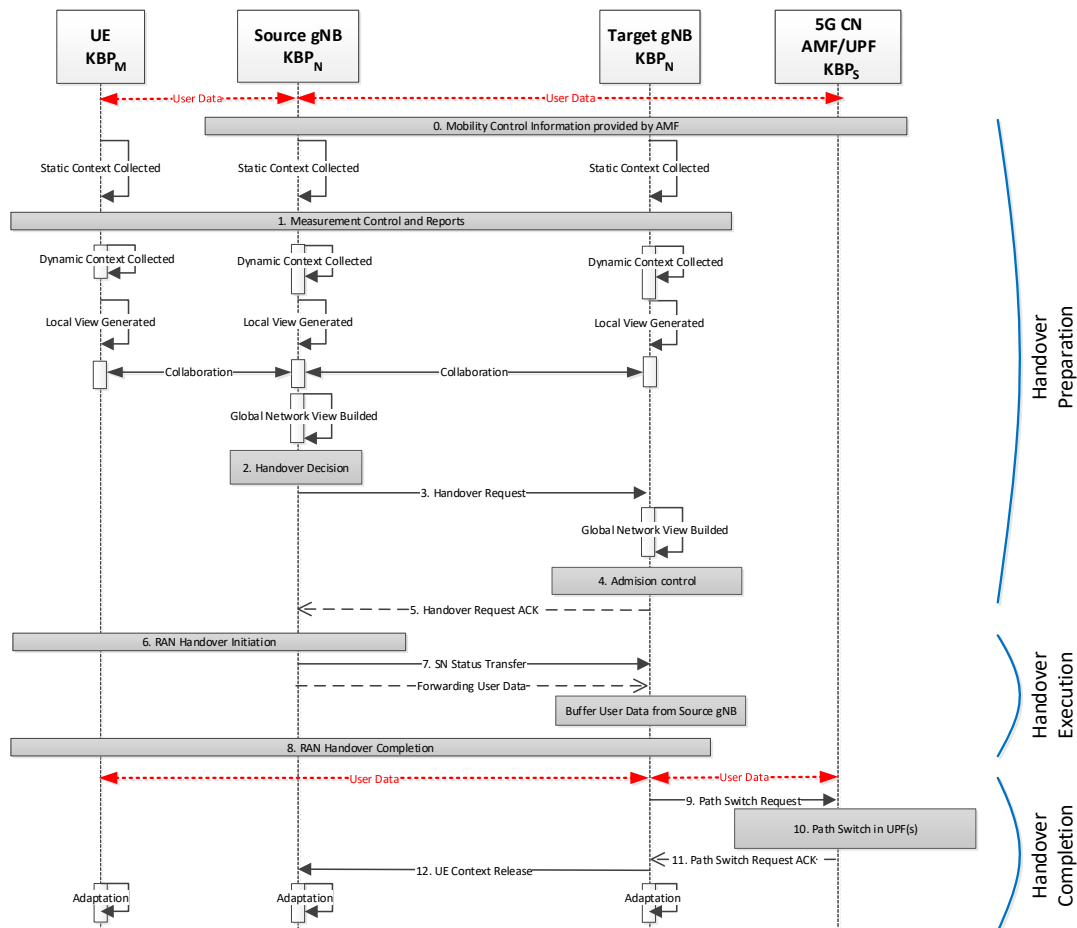 UE
KBPM
Source gNB
KBPN
Target gNB
KBPN
5G CN
AMF/UPF
KBPS
User Data
User Data
0. Mobility Control Information provided by AMF
Static Context Collected
Static Context Collected
Static Context Collected
1. Measurement Control and Reports
Dynamic Context Collected
Dynamic Context Collected
Dynamic Context Collected
Local View Generated
Local View Generated
Local View Generated
Collaboration
Collaboration
Global Network View Builded
2. Handover Decision
3. Handover Request
Global Network View Builded
4. Admision control
5. Handover Request ACK
Handover
Preparation
6. RAN Handover Initiation
7. SN Status Transfer
Forwarding User Data
Buffer User Data from Source gNB
8. RAN Handover Completion
Handover
Execution
User Data
User Data
9. Path Switch Request
10. Path Switch in UPF(s)
11. Path Switch Request ACK
12. UE Context Release
Adaptation
Adaptation
Adaptation
Handover
Completion